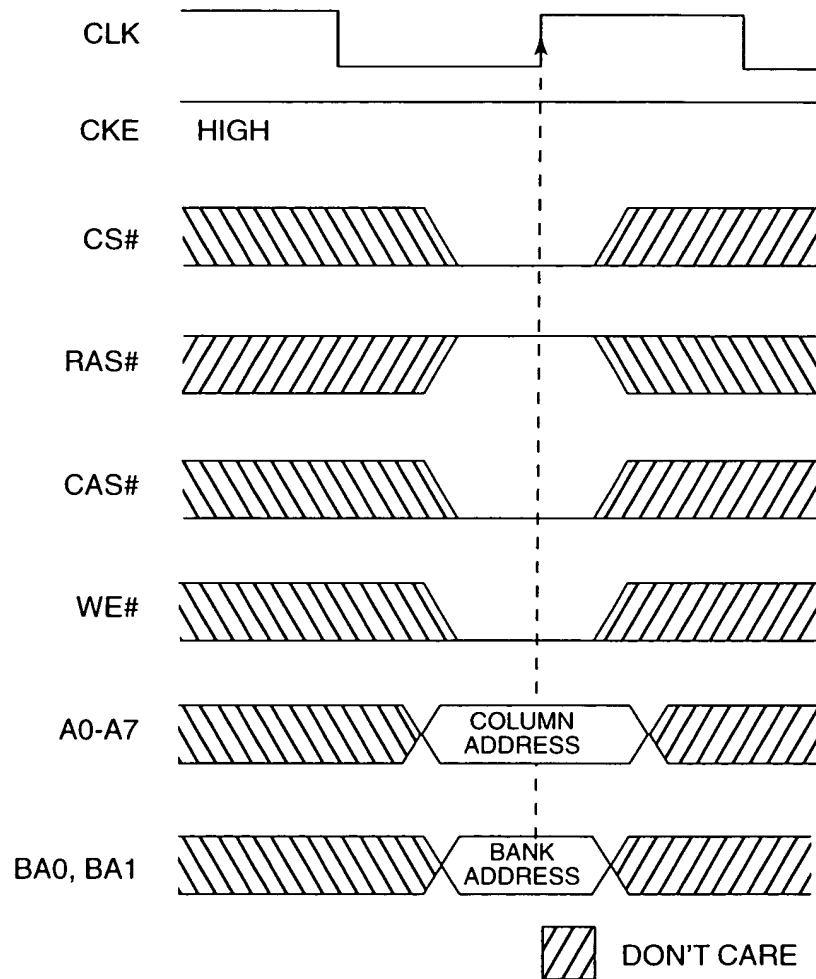 CLK
CKE HIGH
CS#
RAS#
CAS#
WE#
A0-A7 COLUMN
ADDRESS
BA0, BA1 BANK
ADDRESS
DON'T CARE